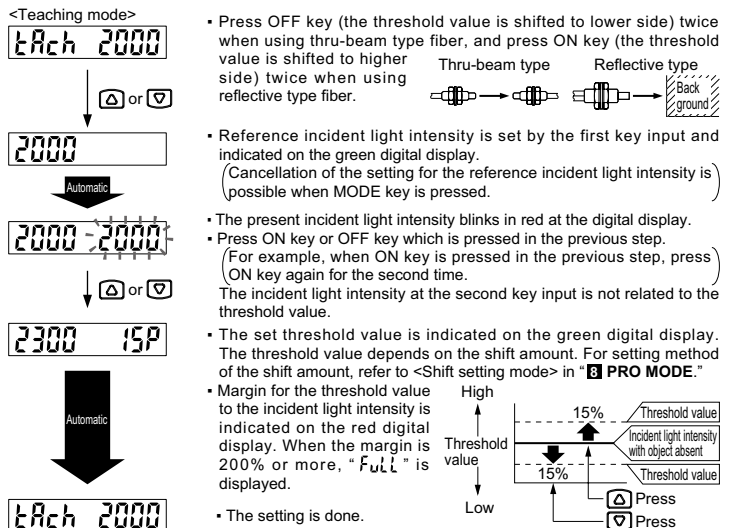 <Teaching mode>
tEAch 2000
or
2000
Automatic
2000 2000
or
2300 15P
Automatic
tEAch 2000
▪ Press OFF key (the threshold value is shifted to lower side) twice
when using thru-beam type fiber, and press ON key (the threshold
value is shifted to higher
side) twice when using
reflective type fiber.
Thru-beam type
Reflective type
Back
ground
▪ Reference incident light intensity is set by the first key input and
indicated on the green digital display.
(Cancellation of the setting for the reference incident light intensity is
possible when MODE key is pressed.)
▪ The present incident light intensity blinks in red at the digital display.
▪ Press ON key or OFF key which is pressed in the previous step.
(For example, when ON key is pressed in the previous step, press
ON key again for the second time.)
The incident light intensity at the second key input is not related to the
threshold value.
▪ The set threshold value is indicated on the green digital display.
The threshold value depends on the shift amount. For setting method
of the shift amount, refer to <Shift setting mode> in “8 PRO MODE.”
▪ Margin for the threshold value
to the incident light intensity is
indicated on the red digital
display. When the margin is
200% or more, “FuLL” is
displayed.
▪ The setting is done.
High
Threshold
value
Low
15%
15%
Threshold value
Incident light intensity
with object absent
Threshold value
Press
Press